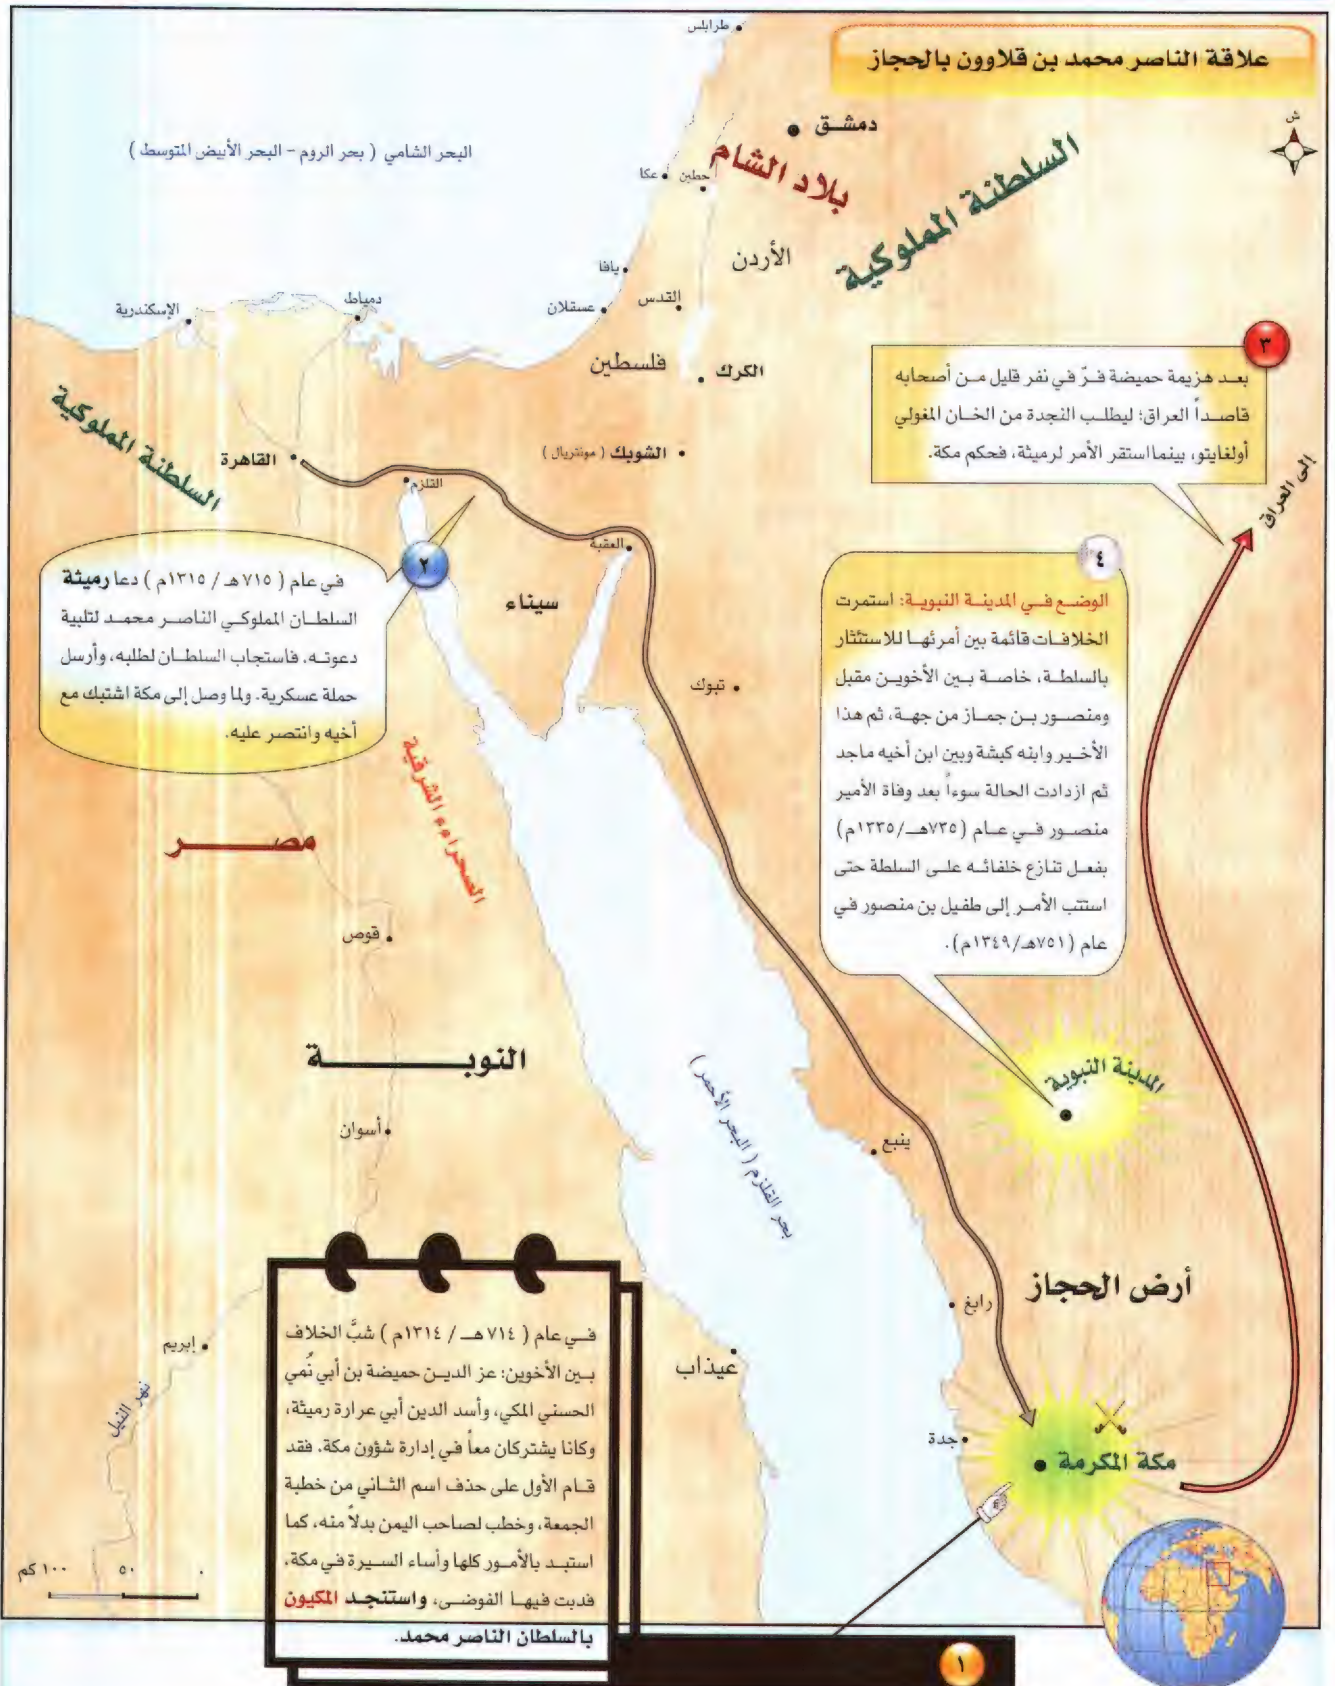 علاقة الناصر محمد بن قلاوون بالحجاز
ش
طرابلس
دمشق
البحر الشامي ( بحر الروم - البحر الأبيض المتوسط )
بلاد الشام
السلطنة المملوكية
عكا
حطين
الأردن
يافا
القدس
عسقلان
دمياط
الإسكندرية
فلسطين
الكرك
السلطنة المملوكية
القاهرة
الشوبك ( مونتريال )
القلزم
العقبة
سيناء
تبوك
٣
بعد هزيمة حميضة فرّ في نفر قليل من أصحابه
قاصداً العراق؛ ليطلب النجدة من الخان المغولي
أولغايتو، بينما استقر الأمر لرميثة، فحكم مكة.
إلى العراق
٢
في عام ( ٧١٥هـ / ١٣١٥م ) دعا رميثة
السلطان المملوكي الناصر محمد لتلبية
دعوته، فاستجاب السلطان لطلبه، وأرسل
حملة عسكرية. ولما وصل إلى مكة اشتبك مع
أخيه وانتصر عليه.
٤
الوضع في المدينة النبوية: استمرت
الخلافات قائمة بين أمرئها للاستئثار
بالسلطة، خاصة بين الأخوين مقبل
ومنصور بن جماز من جهة، ثم هذا
الأخير وابنه كبشة وبين ابن أخيه ماجد
ثم ازدادت الحالة سوءاً بعد وفاة الأمير
منصور في عام (٧٣٥هـ/١٣٣٥م)
بفعل تنازع خلفائه على السلطة حتى
استتب الأمر إلى طفيل بن منصور في
عام (٧٥١هـ/١٣٤٩م).
الصحراءء الشرقية
مصر
قوص
النوبة
أسوان
بحر القلزم ( البحر الأحمر )
المدينة النبوية
ينبع
أرض الحجاز
رابغ
إبريم
نهر النيل
عيذاب
جدة
مكة المكرمة
في عام ( ٧١٤هـ / ١٣١٤م ) شبَّ الخلاف
بين الأخوين: عز الدين حميضة بن أبي نُمي
الحسني المكي، وأسد الدين أبي عرارة رميثة،
وكانا يشتركان معاً في إدارة شؤون مكة، فقد
قام الأول على حذف اسم الثاني من خطبة
الجمعة، وخطب لصاحب اليمن بدلاً منه، كما
استبد بالأمور كلها وأساء السيرة في مكة،
فدبت فيها الفوضى، واستنجد المكيون
بالسلطان الناصر محمد.
١
٠ ٥٠ ١٠٠ كم